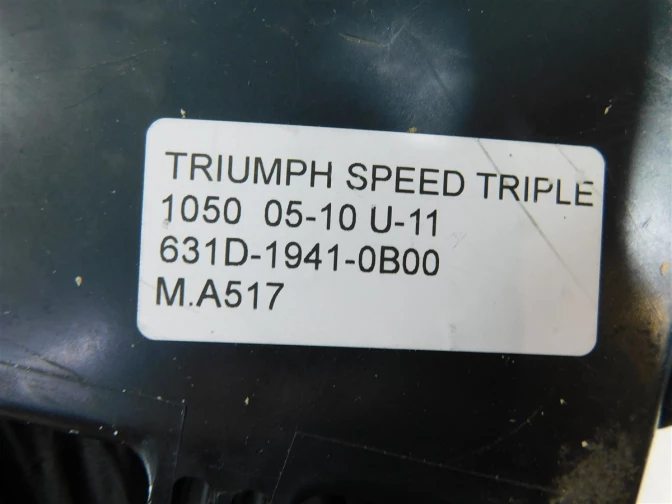 TRIUMPH SPEED TRIPLE
1050 05-10 U-11
631D-1941-0B00
M.A517